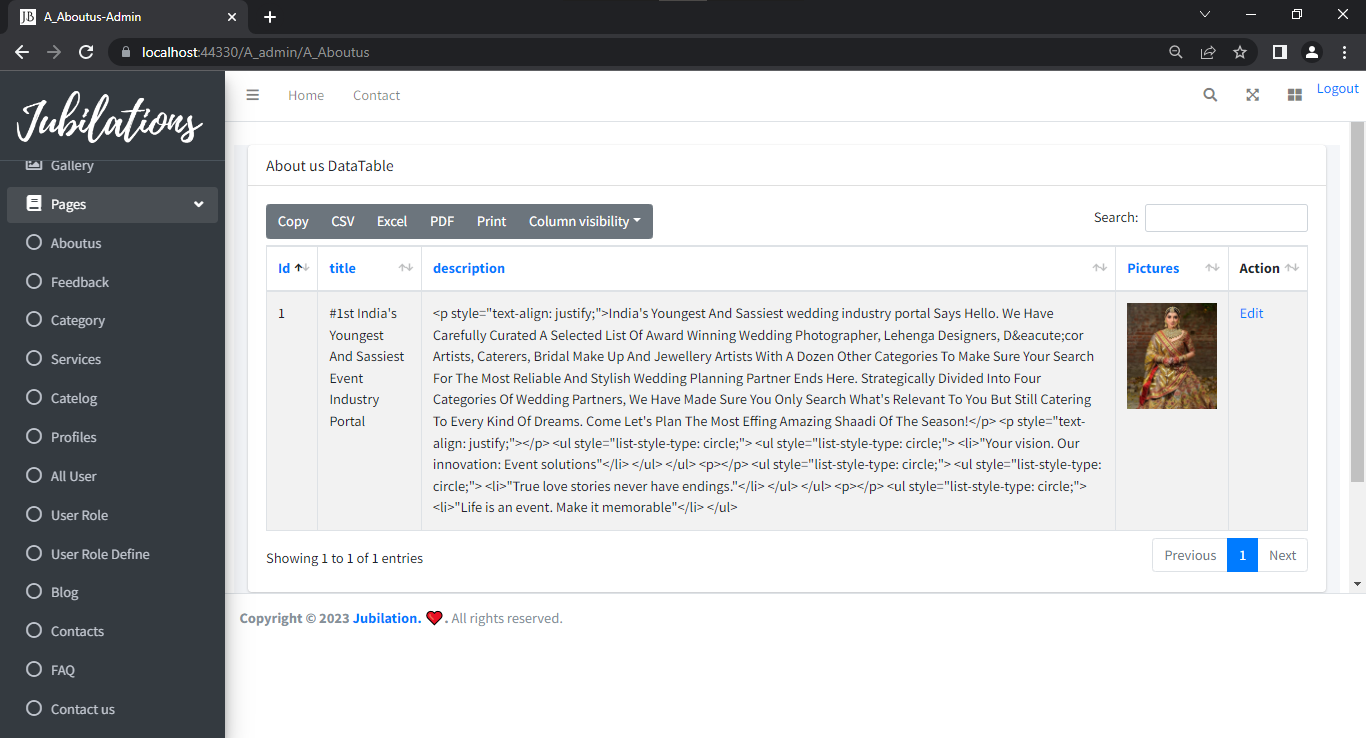 JB A_Aboutus-Admin
localhost:44330/A_admin/A_Aboutus
Jubilations
Home Contact
Logout
Gallery
Pages
Aboutus
Feedback
Category
Services
Catelog
Profiles
All User
User Role
User Role Define
Blog
Contacts
FAQ
Contact us
About us DataTable
Copy CSV Excel PDF Print Column visibility
Search:
Id title description Pictures Action
1
#1st India's
Youngest
And Sassiest
Event
Industry
Portal
<p style="text-align: justify;">India's Youngest And Sassiest wedding industry portal Says Hello. We Have
Carefully Curated A Selected List Of Award Winning Wedding Photographer, Lehenga Designers, D&eacute;cor
Artists, Caterers, Bridal Make Up And Jewellery Artists With A Dozen Other Categories To Make Sure Your Search
For The Most Reliable And Stylish Wedding Planning Partner Ends Here. Strategically Divided Into Four
Categories Of Wedding Partners, We Have Made Sure You Only Search What's Relevant To You But Still Catering
To Every Kind Of Dreams. Come Let's Plan The Most Effing Amazing Shaadi Of The Season!</p> <p style="text-
align: justify;"></p> <ul style="list-style-type: circle;"> <ul style="list-style-type: circle;"> <li>"Your vision. Our
innovation: Event solutions"</li> </ul> </ul> <p></p> <ul style="list-style-type: circle;"> <ul style="list-style-type:
circle;"> <li>"True love stories never have endings."</li> </ul> </ul> <p></p> <ul style="list-style-type: circle;">
<li>"Life is an event. Make it memorable"</li> </ul>
Edit
Showing 1 to 1 of 1 entries
Previous 1 Next
Copyright © 2023 Jubilation. ❤️ . All rights reserved.